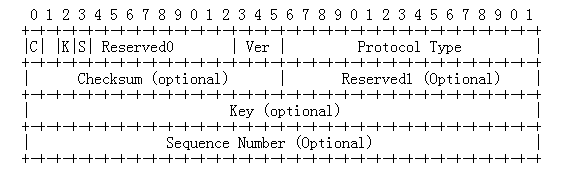 0 1 2 3 4 5 6 7 8 9 0 1 2 3 4 5 6 7 8 9 0 1 2 3 4 5 6 7 8 9 0 1
+-+-+-+-+-+-+-+-+-+-+-+-+-+-+-+-+-+-+-+-+-+-+-+-+-+-+-+-+-+-+-+-+
|C| |K|S| Reserved0       | Ver |         Protocol Type         |
+-+-+-+-+-+-+-+-+-+-+-+-+-+-+-+-+-+-+-+-+-+-+-+-+-+-+-+-+-+-+-+-+
|      Checksum (optional)      |       Reserved1 (Optional)    |
+-+-+-+-+-+-+-+-+-+-+-+-+-+-+-+-+-+-+-+-+-+-+-+-+-+-+-+-+-+-+-+-+
|                         Key (optional)                        |
+-+-+-+-+-+-+-+-+-+-+-+-+-+-+-+-+-+-+-+-+-+-+-+-+-+-+-+-+-+-+-+-+
|                 Sequence Number (Optional)                    |
+-+-+-+-+-+-+-+-+-+-+-+-+-+-+-+-+-+-+-+-+-+-+-+-+-+-+-+-+-+-+-+-+